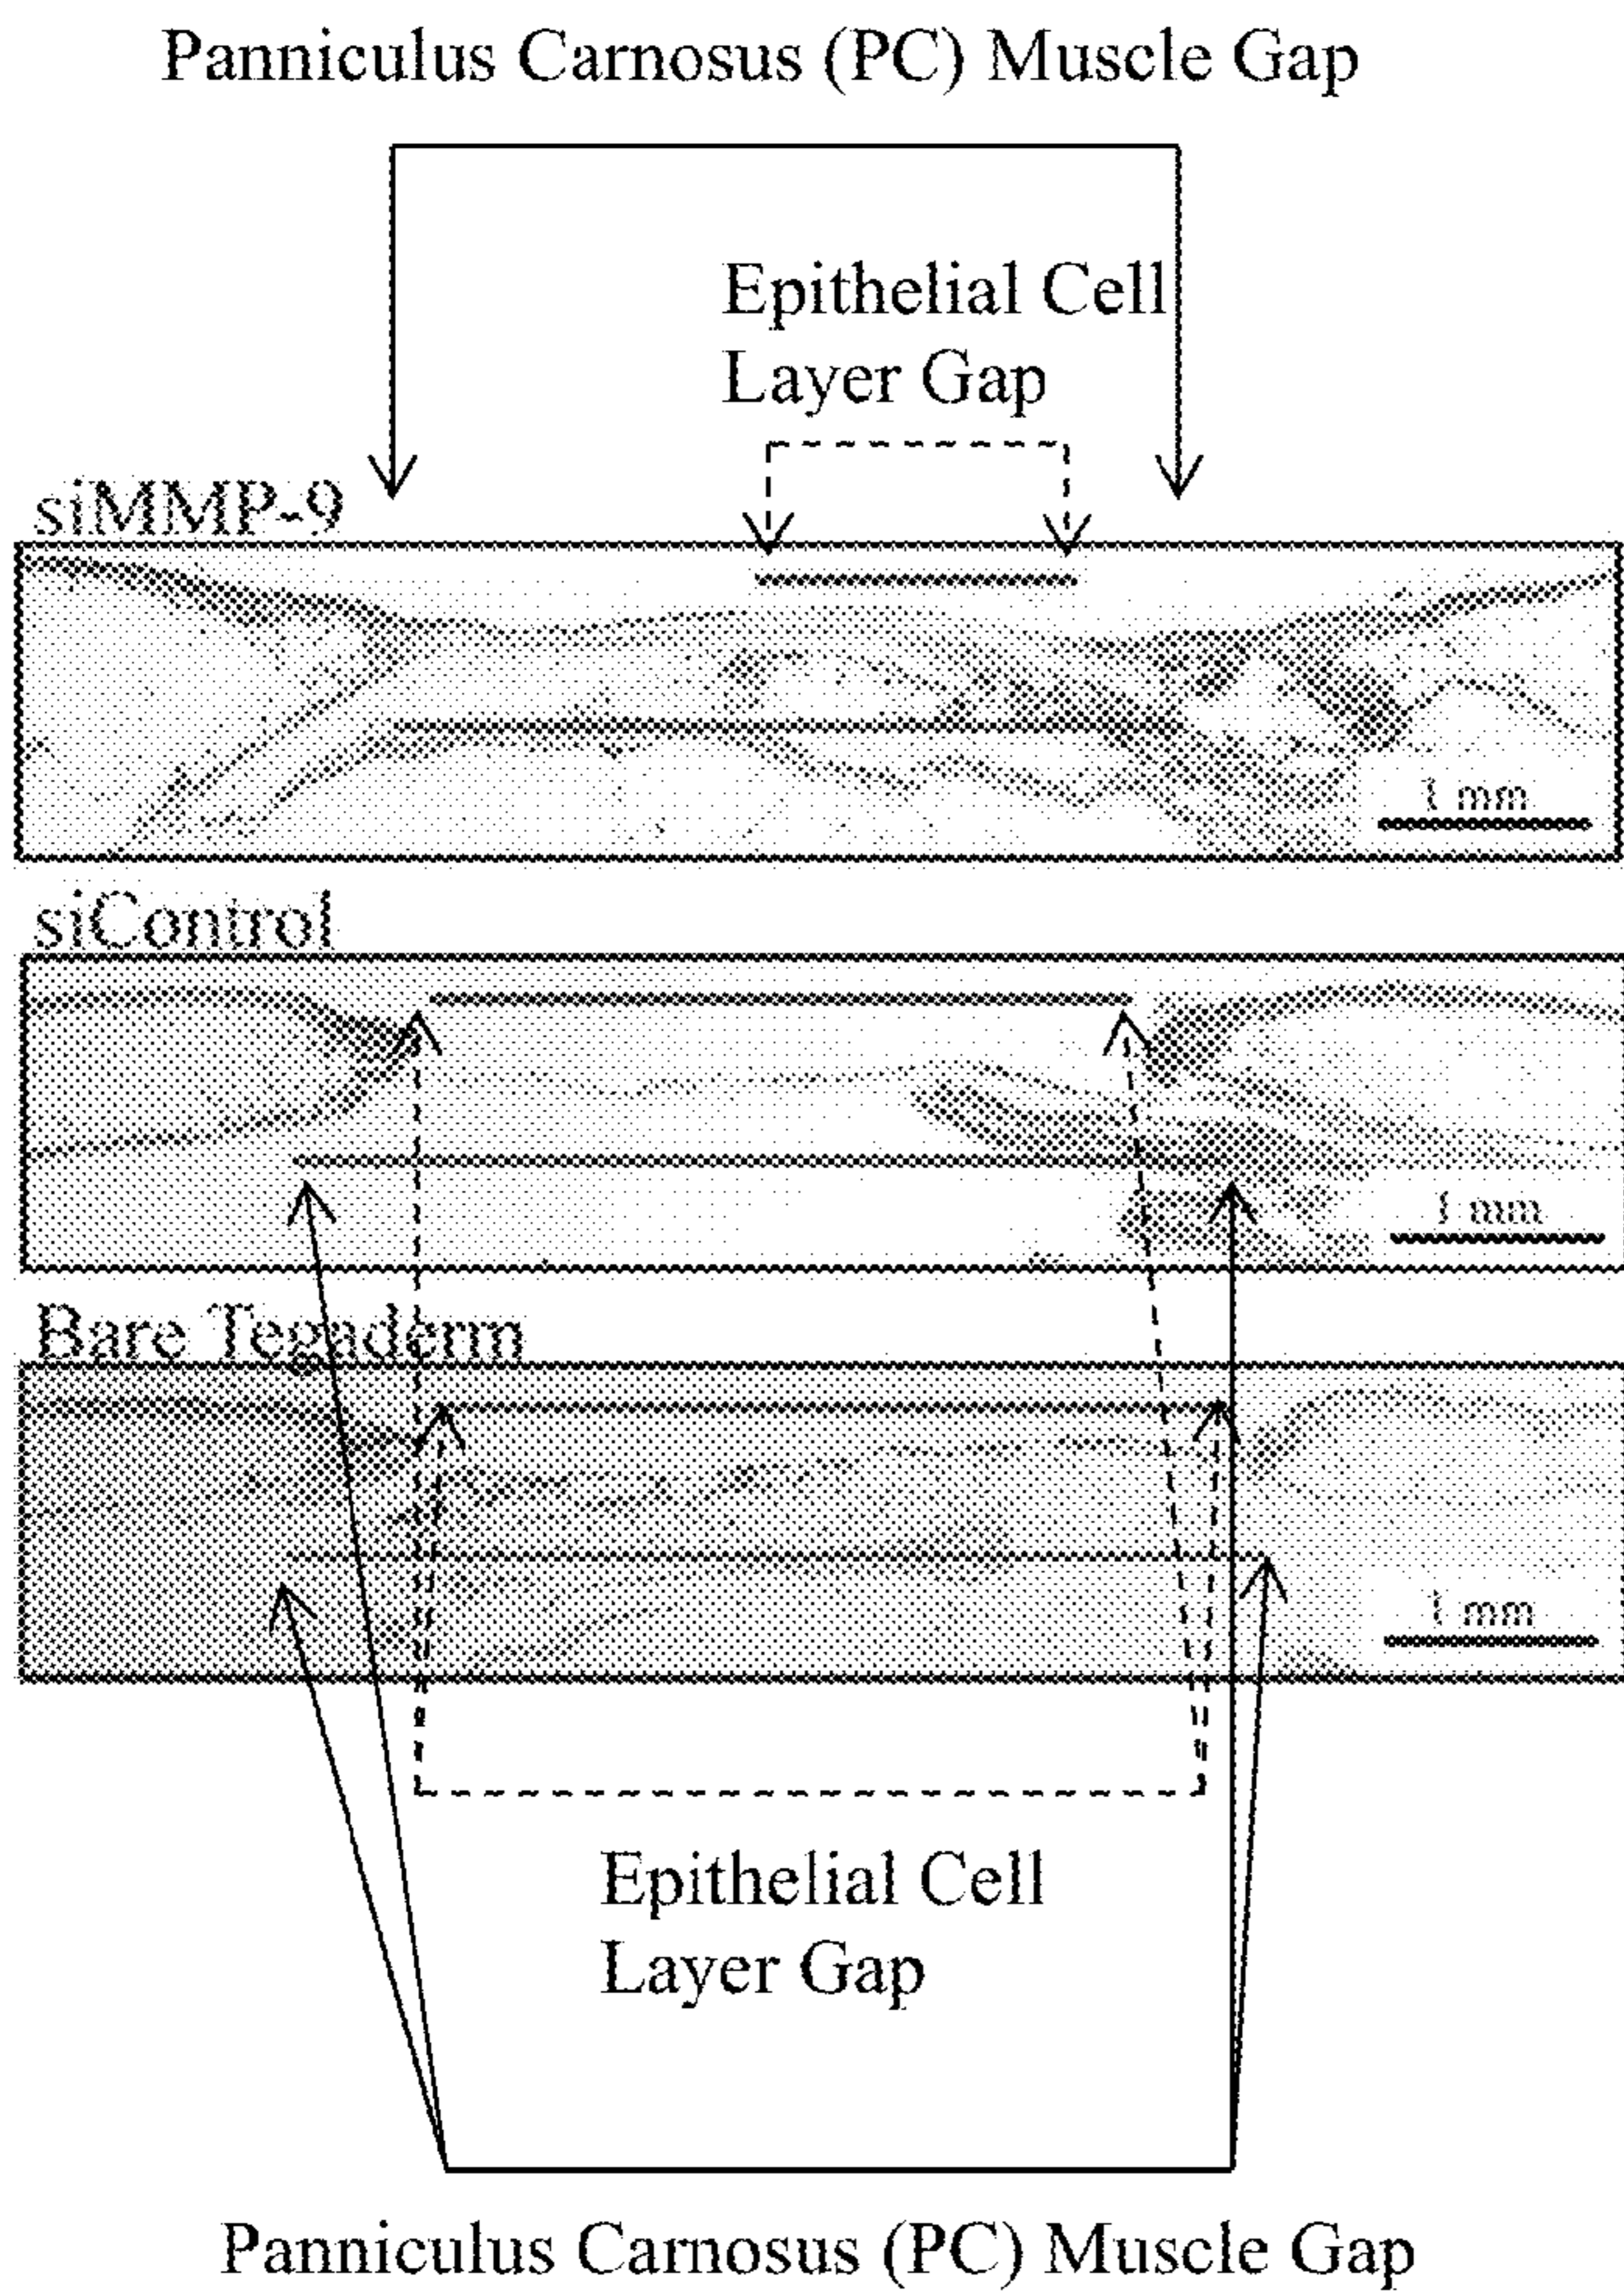 Panniculus Carnosus (PC) Muscle Gap
Epithelial Cell
Layer Gap
siMMP-9
1 mm
siControl
1 mm
Bare Tegaderm
1 mm
Epithelial Cell
Layer Gap
Panniculus Carnosus (PC) Muscle Gap